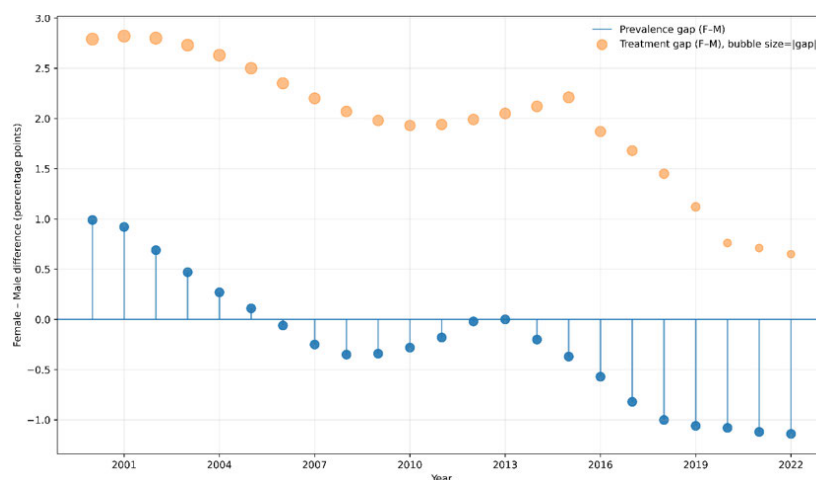 3.0
Prevalence gap (F–M)
Treatment gap (F–M), bubble size=|gap|
2.5
2.0
1.5
1.0
0.5
0.0
−0.5
−1.0
Female – Male difference (percentage points)
2001 2004 2007 2010 2013 2016 2019 2022
Year